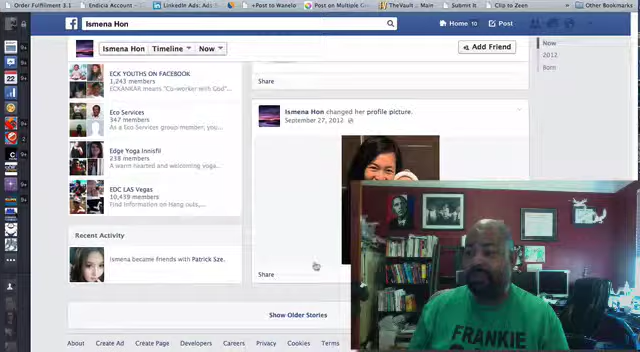 Order Fulfillment 3.1
Endicia Account -
LinkedIn Ads: Ad
+Post to Wanelo
Post on Multiple G
TheVault :: Main
Submit It
Clip to Zeen
Other Bookmarks
Ismena Hon
Home 10
Post
Ismena Hon
Timeline
Now
Add Friend
Now
2012
Born
ECK YOUTHS ON FACEBOOK
1,243 members
ECKANKAR means "Co-worker with God"...
Eco Services
347 members
As a Eco Services group member, you...
Edge Yoga Innisfil
238 members
A warm hearted and welcoming yoga...
EDC LAS Vegas
10,439 members
Find Information on Hang outs,...
Share
Ismena Hon changed her profile picture.
September 27, 2012
Share
Recent Activity
Ismena became friends with Patrick Sze.
Show Older Stories
About
Create Ad
Create Page
Developers
Careers
Privacy
Cookies
Terms
FRANKIE